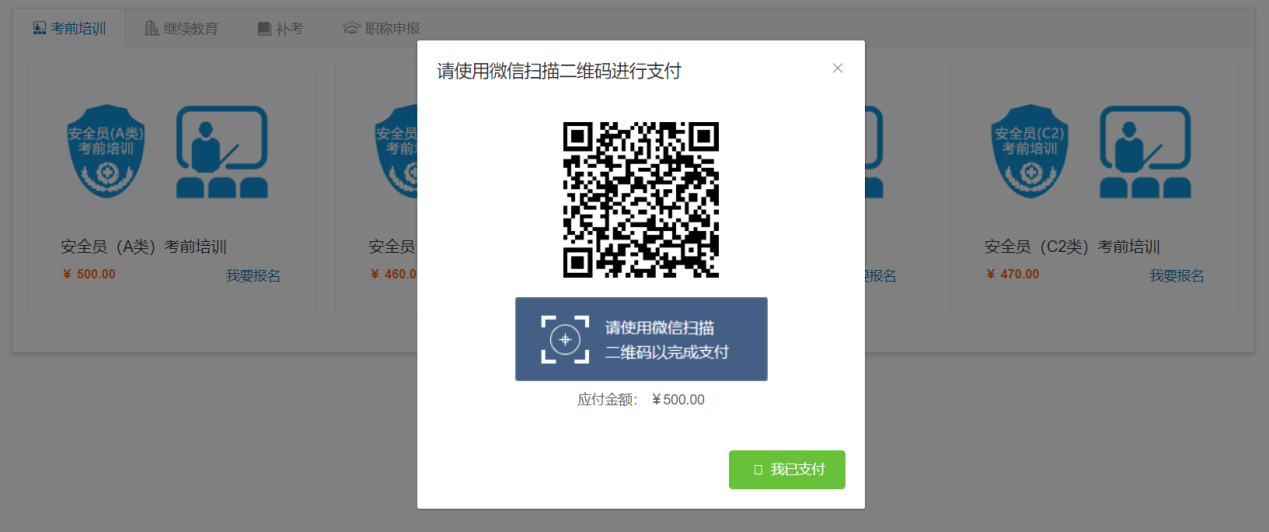 考前培训
继续教育
补考
职称申报
请使用微信扫描二维码进行支付
安全员(A类)
考前培训
安全员（A类）考前培训
¥ 500.00
我要报名
安全员
¥ 460.0
请使用微信扫描
二维码以完成支付
应付金额： ¥500.00
我已支付
要报名
安全员(C2)
考前培训
安全员（C2类）考前培训
¥ 470.00
我要报名